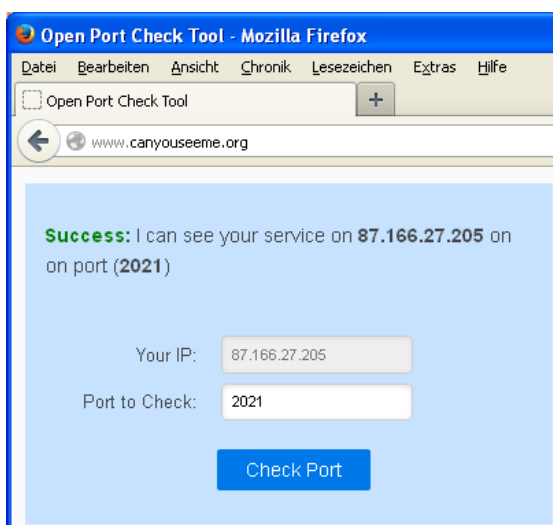 Open Port Check Tool - Mozilla Firefox
Datei Bearbeiten Ansicht Chronik Lesezeichen Extras Hilfe
Open Port Check Tool +
www.canyouseeme.org
Success: I can see your service on 87.166.27.205 on
on port (2021)
Your IP: 87.166.27.205
Port to Check: 2021
Check Port